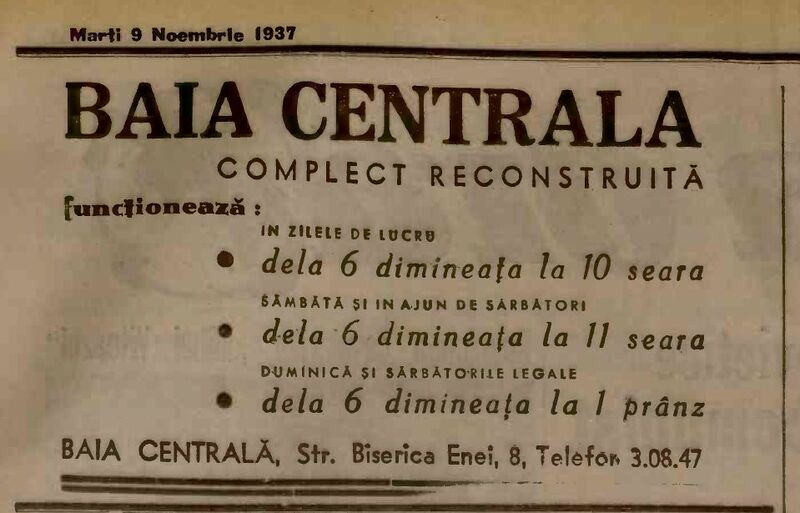 Marti 9 Noembrie 1937
BAIA CENTRALA
COMPLECT RECONSTRUITĂ
funcționează :
IN ZILELE DE LUCRU
• dela 6 dimineața la 10 seara
SÂMBĂTĂ ȘI IN AJUN DE SĂRBĂTORI
• dela 6 dimineața la 11 seara
DUMINICĂ ȘI SĂRBĂTORILE LEGALE
• dela 6 dimineața la 1 prânz
BAIA CENTRALĂ, Str. Biserica Enei, 8, Telefon 3.08.47